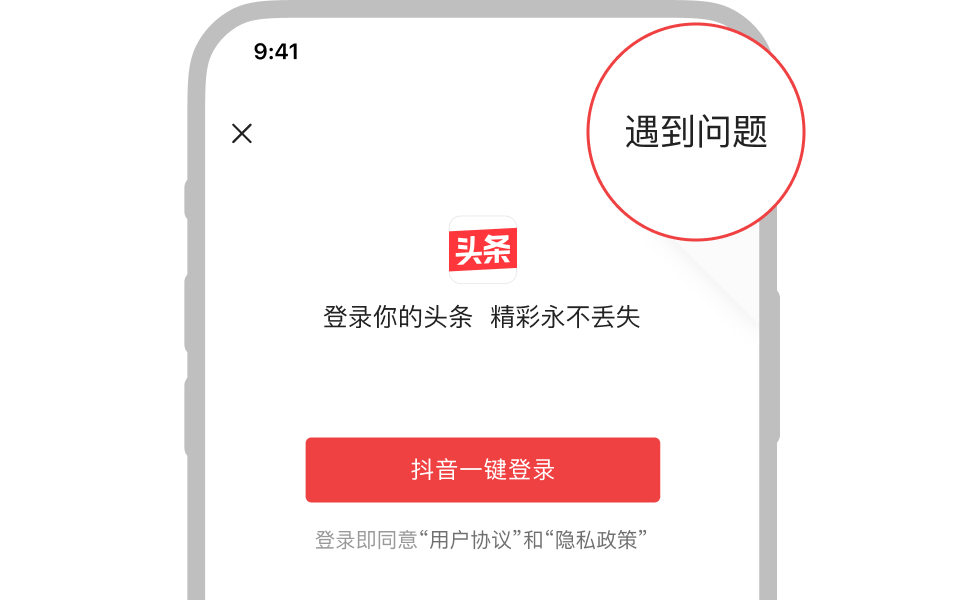 9:41
遇到问题
头条
登录你的头条 精彩永不丢失
抖音一键登录
登录即同意“用户协议”和“隐私政策”